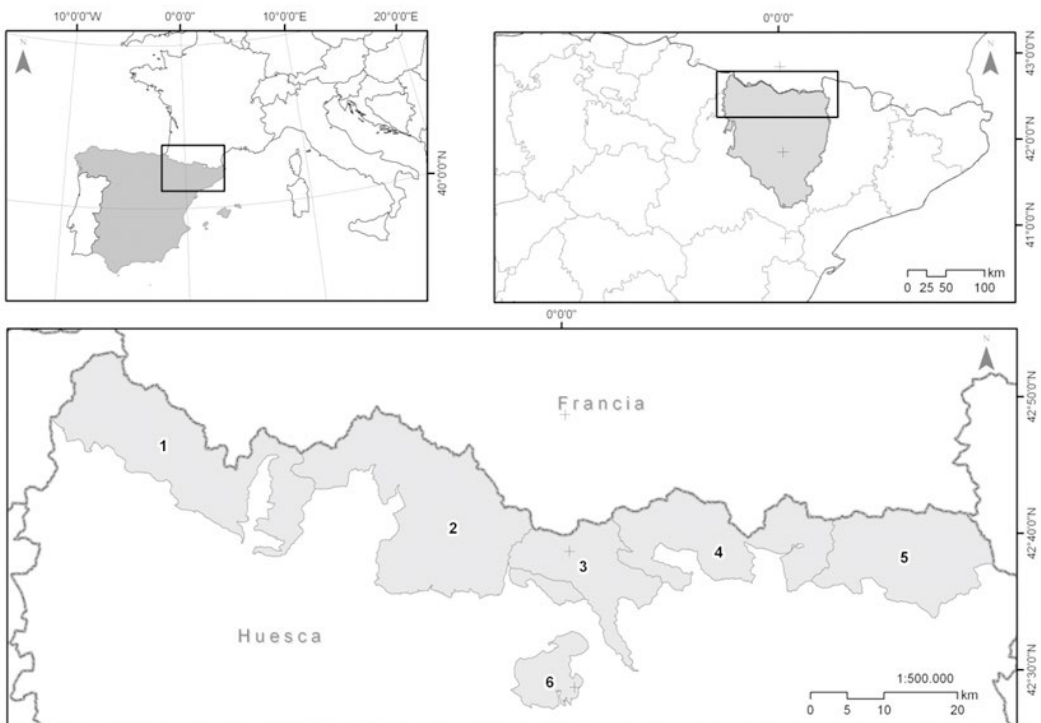 10°0'0"W 0°0'0" 10°0'0"E 20°0'0"E
N
40°0'0"N
0°0'0"
N
43°0'0"N
42°0'0"N
41°0'0"N
km
0 25 50 100
0°0'0"
N
42°50'0"N
42°40'0"N
42°30'0"N
Francia
1
2
3
4
5
Huesca
6
1:500.000
km
0 5 10 20